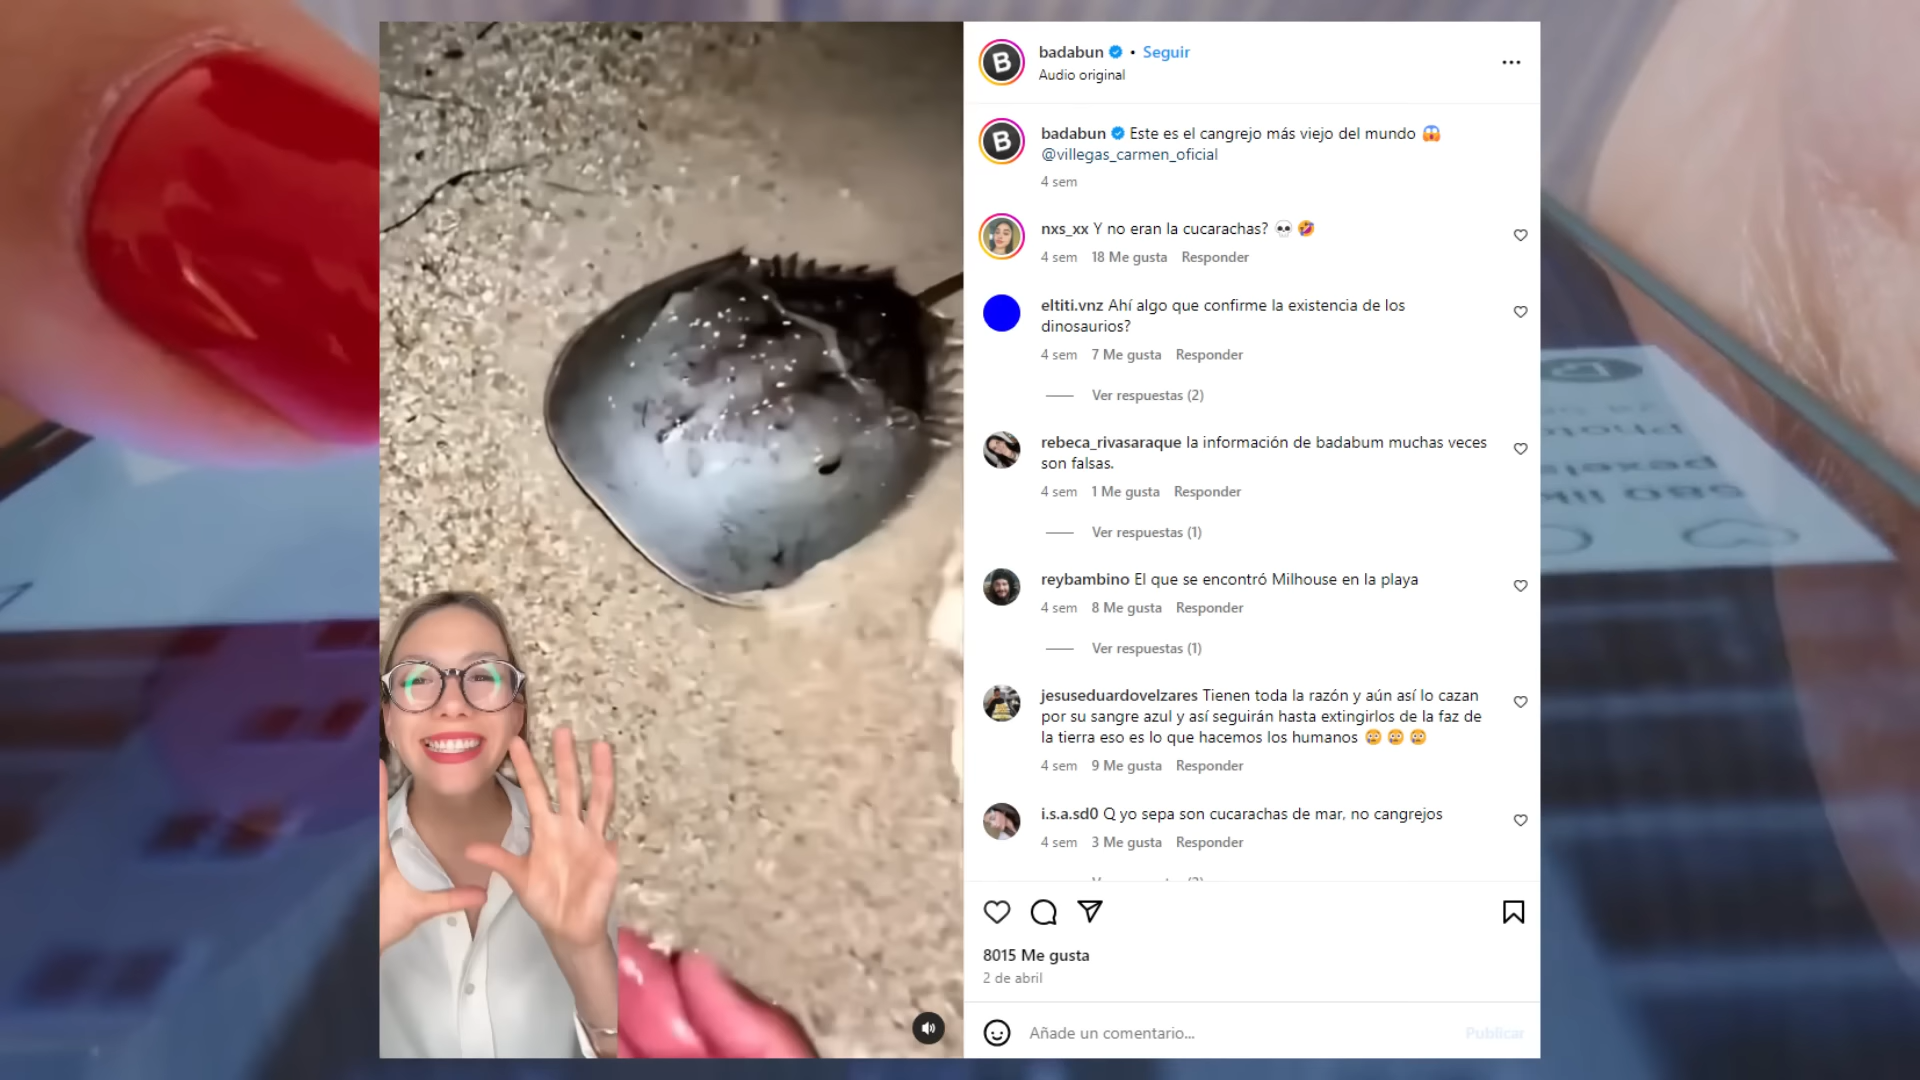 badabun • Seguir
Audio original
badabun Este es el cangrejo más viejo del mundo 😱
@villegas_carmen_oficial
4 sem
nxs_xx Y no eran la cucarachas? 💀 🤣
4 sem 18 Me gusta Responder
eltiti.vnz Ahí algo que confirme la existencia de los
dinosaurios?
4 sem 7 Me gusta Responder
Ver respuestas (2)
rebeca_rivasaraque la información de badabum muchas veces
son falsas.
4 sem 1 Me gusta Responder
Ver respuestas (1)
reybambino El que se encontró Milhouse en la playa
4 sem 8 Me gusta Responder
Ver respuestas (1)
jesuseduardovelzares Tienen toda la razón y aún así lo cazan
por su sangre azul y así seguirán hasta extingirlos de la faz de
la tierra eso es lo que hacemos los humanos 😨 😨 😨
4 sem 9 Me gusta Responder
i.s.a.sd0 Q yo sepa son cucarachas de mar, no cangrejos
4 sem 3 Me gusta Responder
8015 Me gusta
2 de abril
Añade un comentario...
Publicar